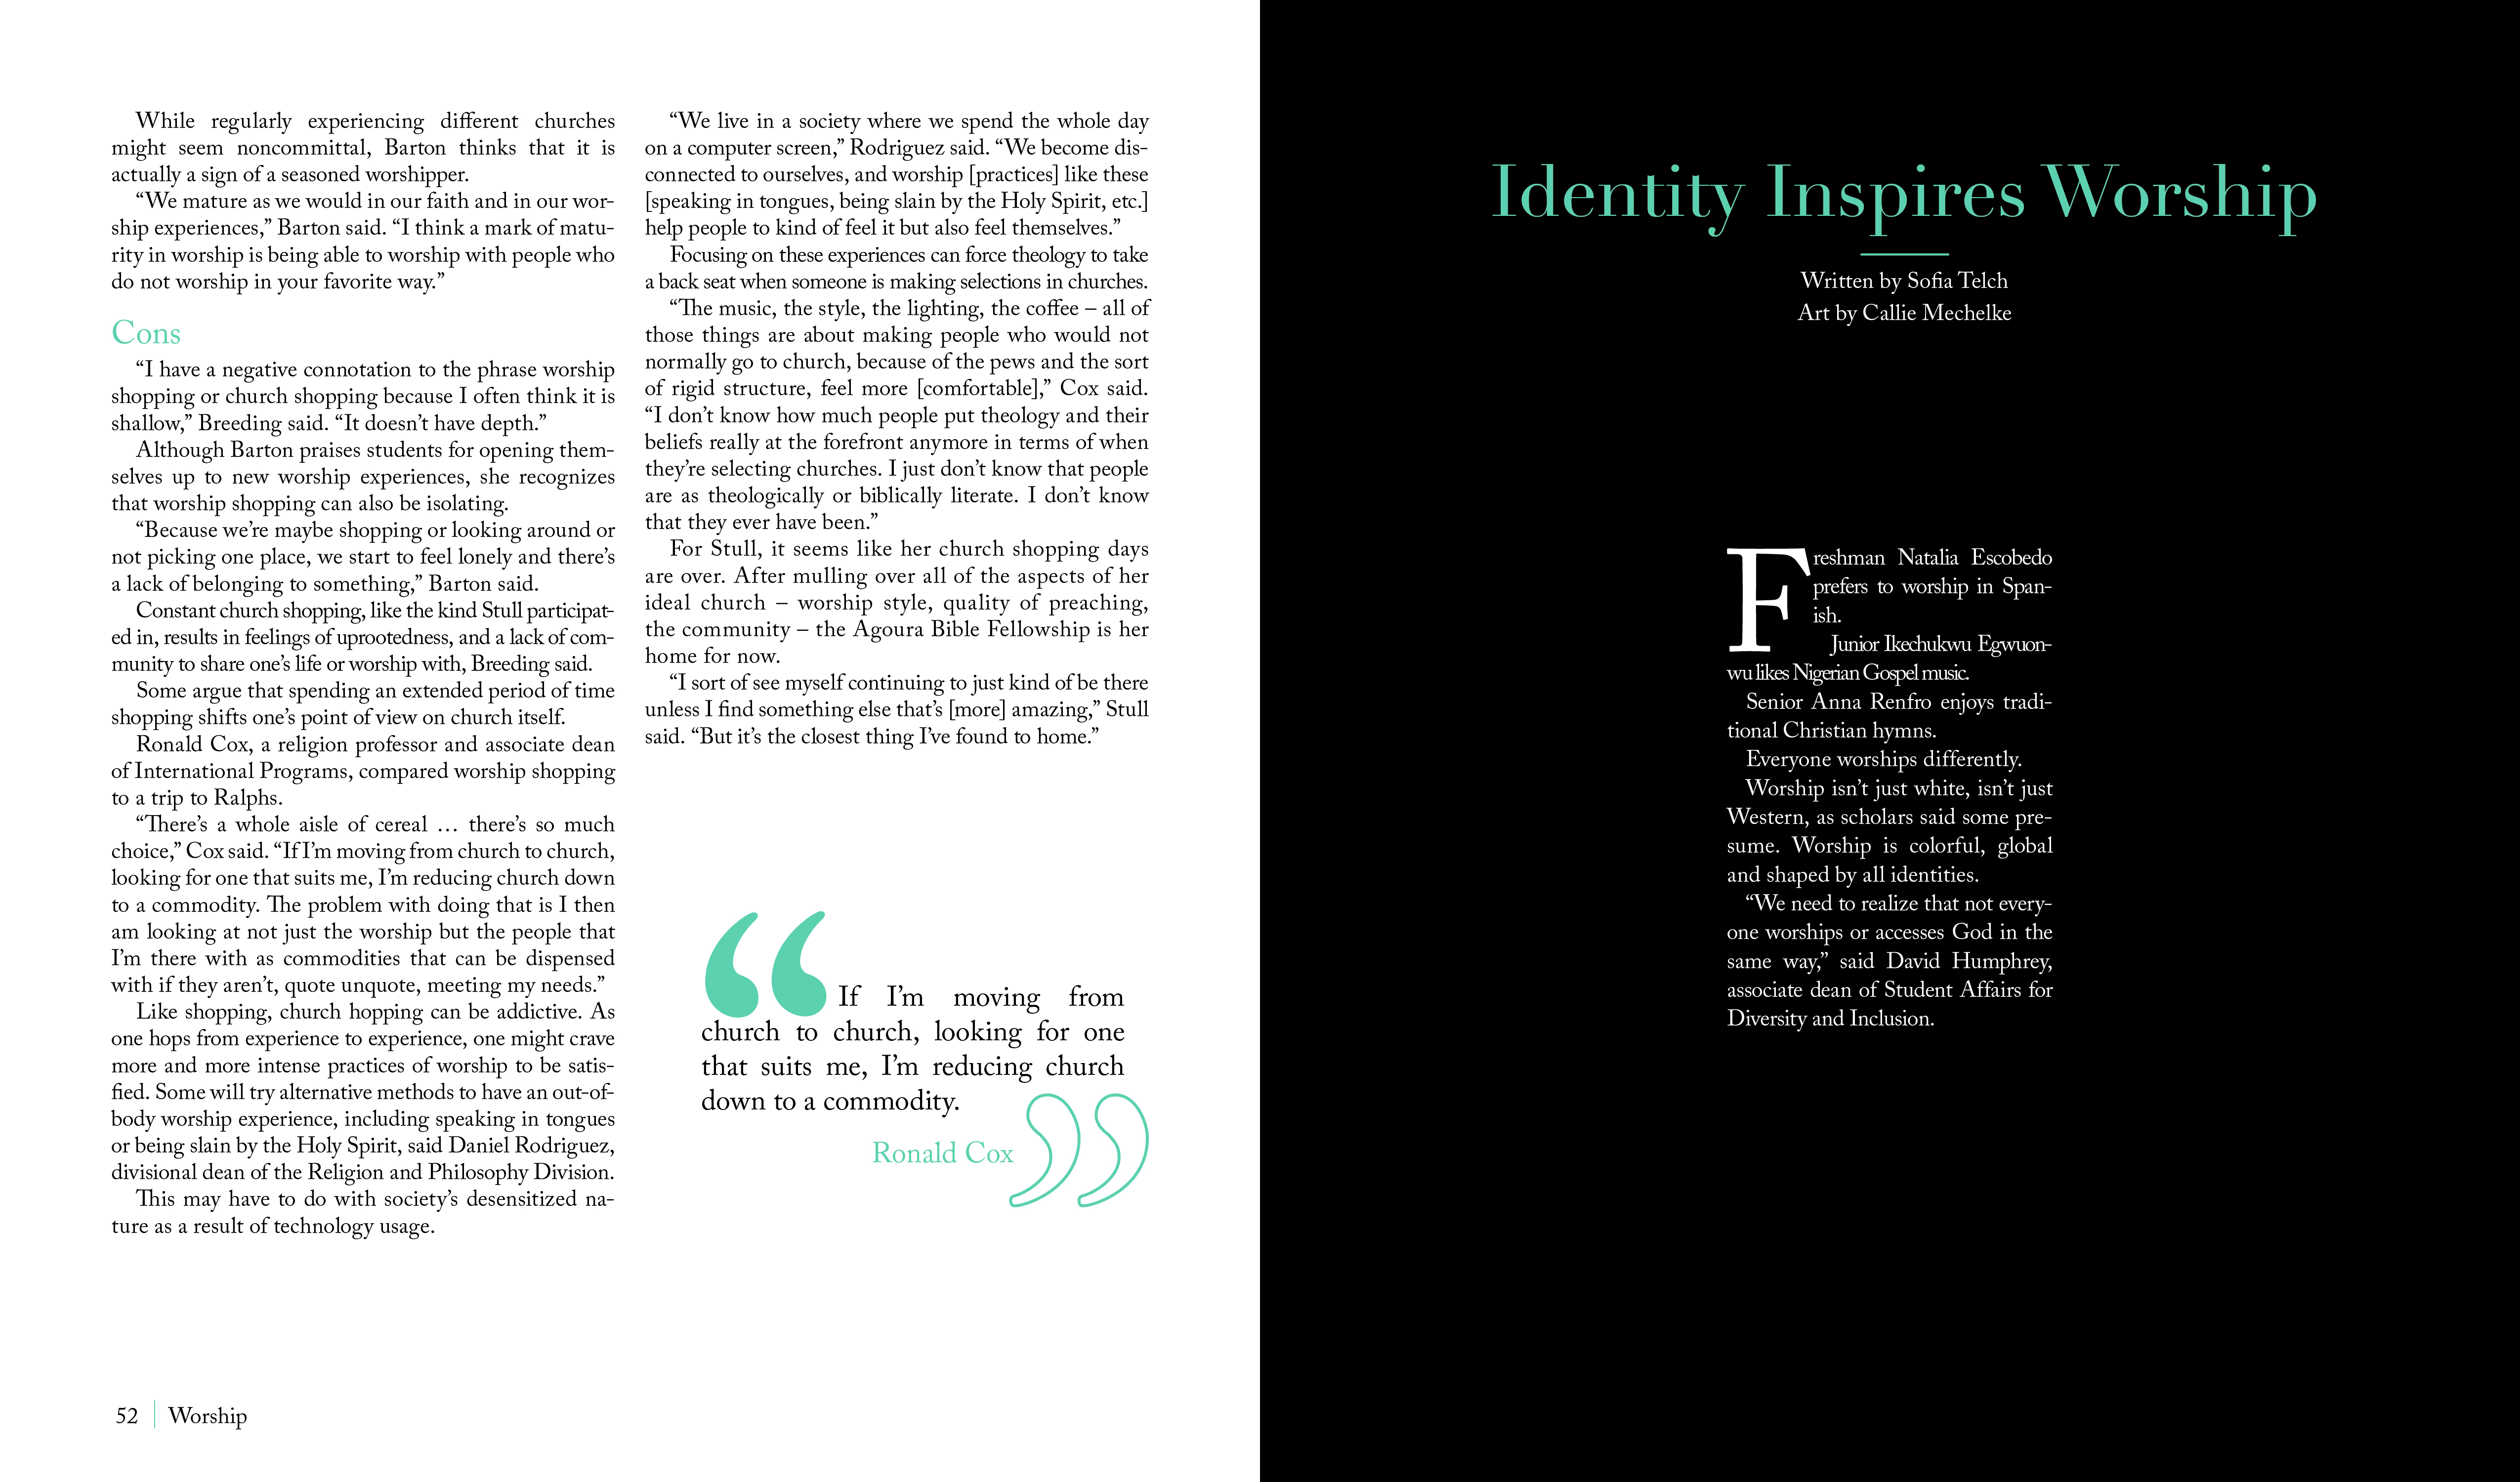 While regularly experiencing different churches
might seem noncommittal, Barton thinks that it is
actually a sign of a seasoned worshipper.
“We mature as we would in our faith and in our wor-
ship experiences,” Barton said. “I think a mark of matu-
rity in worship is being able to worship with people who
do not worship in your favorite way.”
Cons
“I have a negative connotation to the phrase worship
shopping or church shopping because I often think it is
shallow,” Breeding said. “It doesn’t have depth.”
Although Barton praises students for opening them-
selves up to new worship experiences, she recognizes
that worship shopping can also be isolating.
“Because we’re maybe shopping or looking around or
not picking one place, we start to feel lonely and there’s
a lack of belonging to something,” Barton said.
Constant church shopping, like the kind Stull participat-
ed in, results in feelings of uprootedness, and a lack of com-
munity to share one’s life or worship with, Breeding said.
Some argue that spending an extended period of time
shopping shifts one’s point of view on church itself.
Ronald Cox, a religion professor and associate dean
of International Programs, compared worship shopping
to a trip to Ralphs.
“There’s a whole aisle of cereal … there’s so much
choice,” Cox said. “If I’m moving from church to church,
looking for one that suits me, I’m reducing church down
to a commodity. The problem with doing that is I then
am looking at not just the worship but the people that
I’m there with as commodities that can be dispensed
with if they aren’t, quote unquote, meeting my needs.”
Like shopping, church hopping can be addictive. As
one hops from experience to experience, one might crave
more and more intense practices of worship to be satis-
fied. Some will try alternative methods to have an out-of-
body worship experience, including speaking in tongues
or being slain by the Holy Spirit, said Daniel Rodriguez,
divisional dean of the Religion and Philosophy Division.
This may have to do with society’s desensitized na-
ture as a result of technology usage.
“We live in a society where we spend the whole day
on a computer screen,” Rodriguez said. “We become dis-
connected to ourselves, and worship [practices] like these
[speaking in tongues, being slain by the Holy Spirit, etc.]
help people to kind of feel it but also feel themselves.”
Focusing on these experiences can force theology to take
a back seat when someone is making selections in churches.
“The music, the style, the lighting, the coffee – all of
those things are about making people who would not
normally go to church, because of the pews and the sort
of rigid structure, feel more [comfortable],” Cox said.
“I don’t know how much people put theology and their
beliefs really at the forefront anymore in terms of when
they’re selecting churches. I just don’t know that people
are as theologically or biblically literate. I don’t know
that they ever have been.”
For Stull, it seems like her church shopping days
are over. After mulling over all of the aspects of her
ideal church – worship style, quality of preaching,
the community – the Agoura Bible Fellowship is her
home for now.
“I sort of see myself continuing to just kind of be there
unless I find something else that’s [more] amazing,” Stull
said. “But it’s the closest thing I’ve found to home.”
“If I’m moving from
church to church, looking for one
that suits me, I’m reducing church
down to a commodity.”
Ronald Cox
52 | Worship
Identity Inspires Worship
Written by Sofia Telch
Art by Callie Mechelke
Freshman Natalia Escobedo
prefers to worship in Span-
ish.
Junior Ikechukwu Egwuon-
wu likes Nigerian Gospel music.
Senior Anna Renfro enjoys tradi-
tional Christian hymns.
Everyone worships differently.
Worship isn’t just white, isn’t just
Western, as scholars said some pre-
sume. Worship is colorful, global
and shaped by all identities.
“We need to realize that not every-
one worships or accesses God in the
same way,” said David Humphrey,
associate dean of Student Affairs for
Diversity and Inclusion.